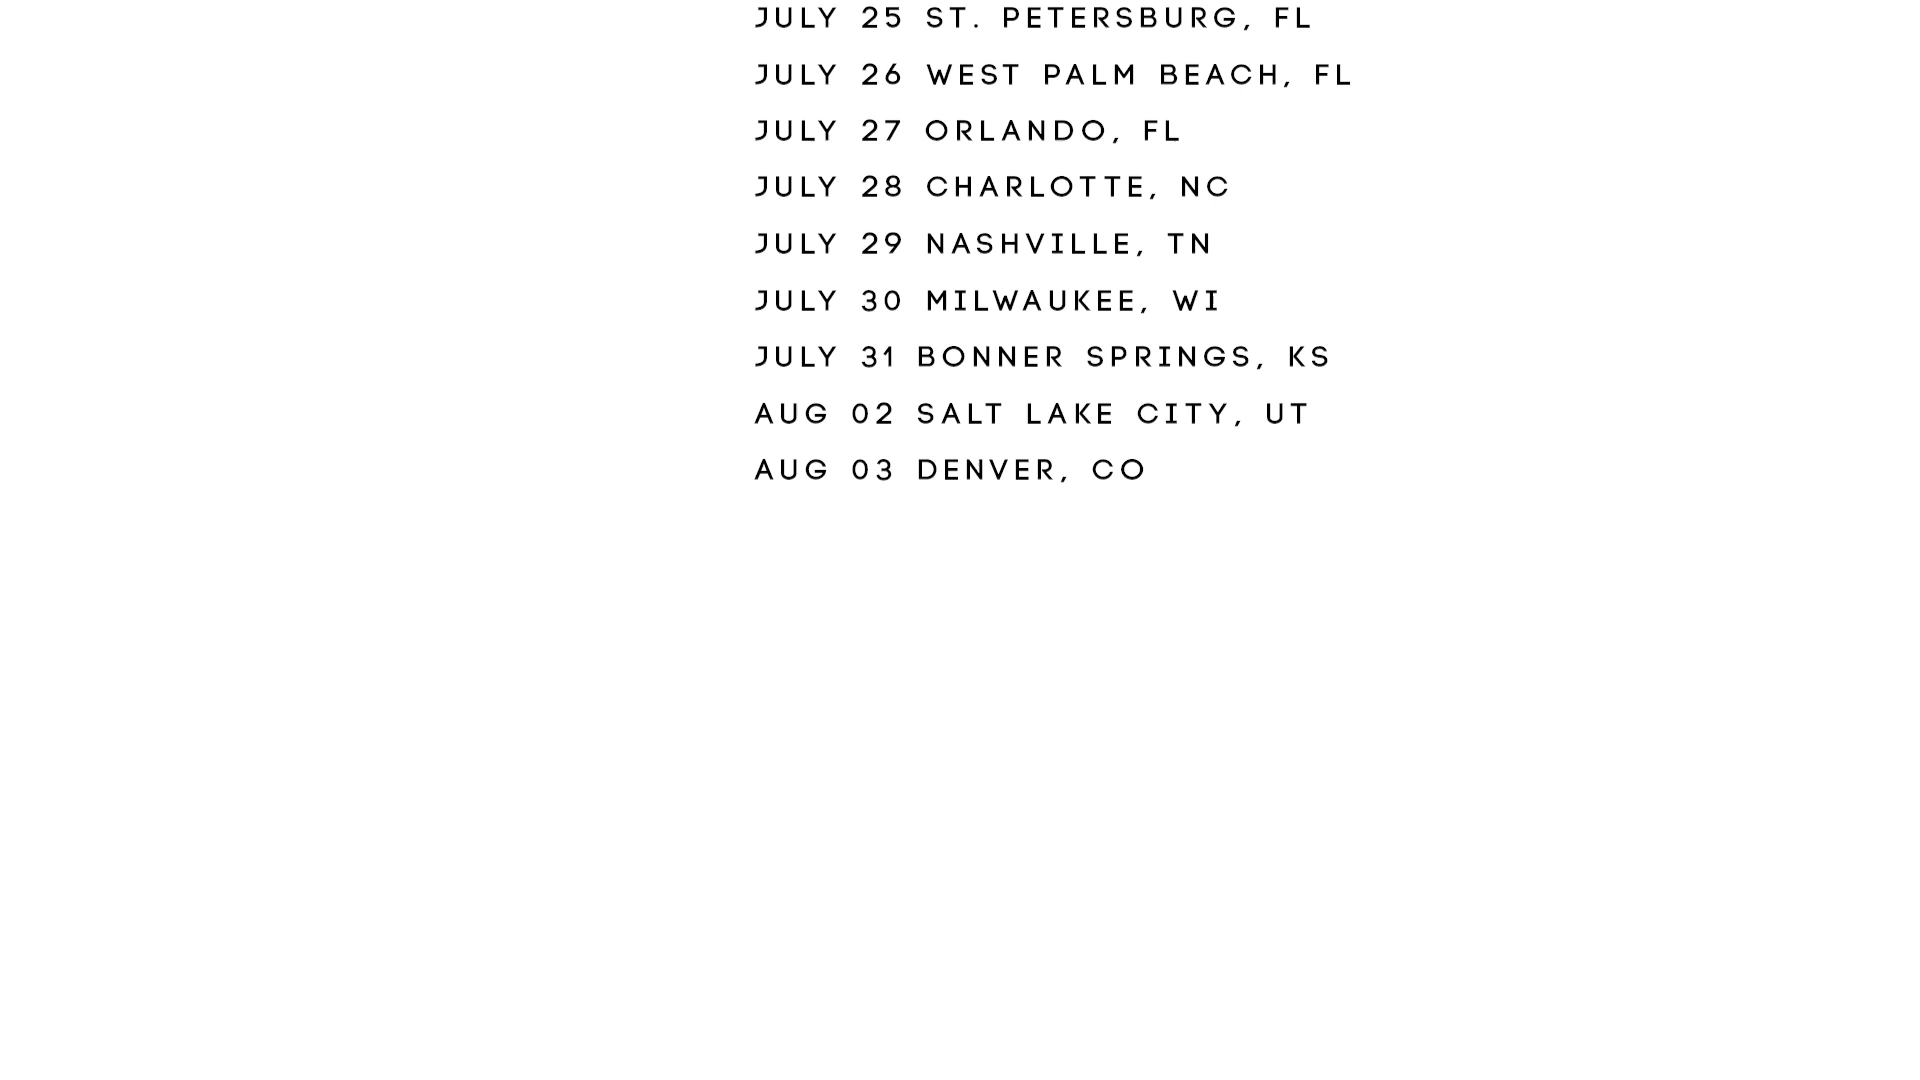 JULY 25 ST. PETERSBURG, FL
JULY 26 WEST PALM BEACH, FL
JULY 27 ORLANDO, FL
JULY 28 CHARLOTTE, NC
JULY 29 NASHVILLE, TN
JULY 30 MILWAUKEE, WI
JULY 31 BONNER SPRINGS, KS
AUG 02 SALT LAKE CITY, UT
AUG 03 DENVER, CO